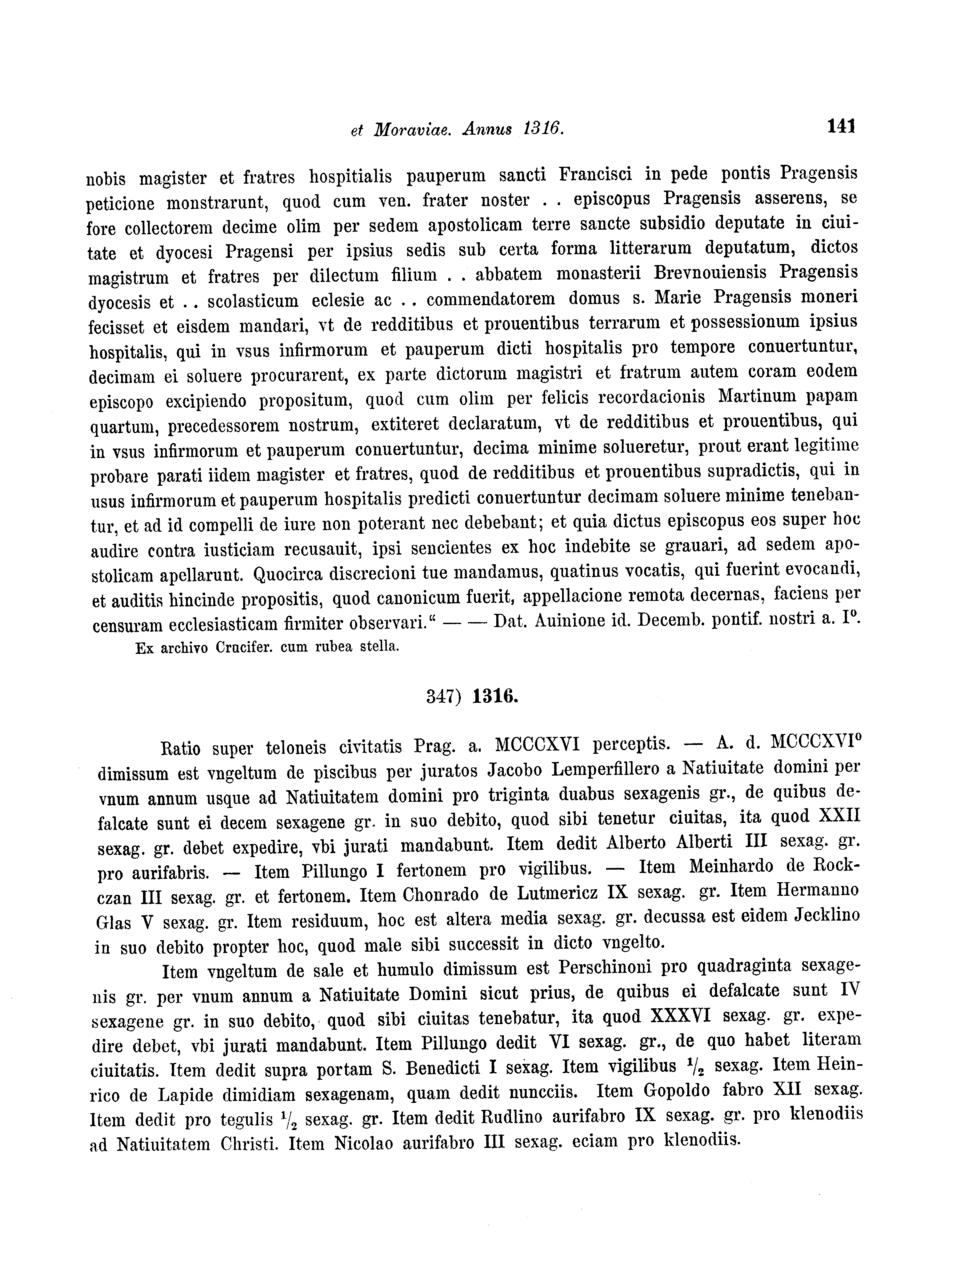 et Moraviae. Annus 1316. 141
nobis magister et fratres hospitialis pauperum sancti Francisci in pede pontis Pragensis
peticione monstrarunt, quod cum ven. frater noster . . episcopus Pragensis asserens, se
fore collectorem decime olim per sedem apostolicam terre sancte subsidio deputate in ciui-
tate et dyocesi Pragensi per ipsius sedis sub certa forma litterarum deputatum, dictos
magistrum et fratres per dilectum filium . . abbatem monasterii Brevnouiensis Pragensis
dyocesis et . . scolasticum eclesie ac . . commendatorem domus s. Marie Pragensis moneri
fecisset et eisdem mandari, vt de redditibus et prouentibus terrarum et possessionum ipsius
hospitalis, qui in vsus infirmorum et pauperum dicti hospitalis pro tempore conuertuntur,
decimam ei soluere procurarent, ex parte dictorum magistri et fratrum autem coram eodem
episcopo excipiendo propositum, quod cum olim per felicis recordacionis Martinum papam
quartum, precedessorem nostrum, extiteret declaratum, vt de redditibus et prouentibus, qui
in vsus infirmorum et pauperum conuertuntur, decima minime solueretur, prout erant legitime
probare parati iidem magister et fratres, quod de redditibus et prouentibus supradictis, qui in
usus infirmorum et pauperum hospitalis predicti conuertuntur decimam soluere minime teneban-
tur, et ad id compelli de iure non poterant nec debebant; et quia dictus episcopus eos super hoc
audire contra iusticiam recusauit, ipsi sencientes ex hoc indebite se grauari, ad sedem apo-
stolicam apellarunt. Quocirca discrecioni tue mandamus, quatinus vocatis, qui fuerint evocandi,
et auditis hincinde propositis, quod canonicum fuerit, appellacione remota decernas, faciens per
censuram ecclesiasticam firmiter observari.“ — — Dat. Auinione id. Decemb. pontif. nostri a. I⁰.
Ex archivo Crucifer. cum rubea stella.
347) 1316.
Ratio super teloneis civitatis Prag. a. MCCCXVI perceptis. — A. d. MCCCXVI⁰
dimissum est vngeltum de piscibus per juratos Jacobo Lemperfillero a Natiuitate domini per
vnum annum usque ad Natiuitatem domini pro triginta duabus sexagenis gr., de quibus de-
falcate sunt ei decem sexagene gr. in suo debito, quod sibi tenetur ciuitas, ita quod XXII
sexag. gr. debet expedire, vbi jurati mandabunt. Item dedit Alberto Alberti III sexag. gr.
pro aurifabris. — Item Pillungo I fertonem pro vigilibus. — Item Meinhardo de Rock-
czan III sexag. gr. et fertonem. Item Chonrado de Lutmericz IX sexag. gr. Item Hermanno
Glas V sexag. gr. Item residuum, hoc est altera media sexag. gr. decussa est eidem Jecklino
in suo debito propter hoc, quod male sibi successit in dicto vngelto.
Item vngeltum de sale et humulo dimissum est Perschinoni pro quadraginta sexage-
nis gr. per vnum annum a Natiuitate Domini sicut prius, de quibus ei defalcate sunt IV
sexagene gr. in suo debito, quod sibi ciuitas tenebatur, ita quod XXXVI sexag. gr. expe-
dire debet, vbi jurati mandabunt. Item Pillungo dedit VI sexag. gr., de quo habet literam
ciuitatis. Item dedit supra portam S. Benedicti I sexag. Item vigilibus ½ sexag. Item Hein-
rico de Lapide dimidiam sexagenam, quam dedit nuncciis. Item Gopoldo fabro XII sexag.
Item dedit pro tegulis ½ sexag. gr. Item dedit Rudlino aurifabro IX sexag. gr. pro klenodiis
ad Natiuitatem Christi. Item Nicolao aurifabro III sexag. eciam pro klenodiis.